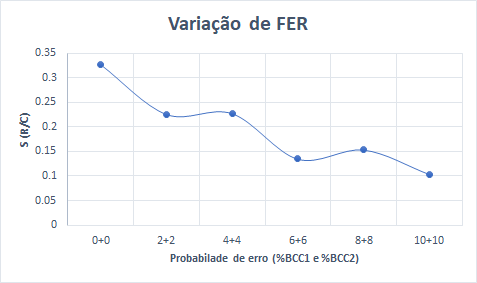 Variação de FER
0.35
0.3
0.25
0.2
0.15
0.1
0.05
0
S (R/C)
0+0 2+2 4+4 6+6 8+8 10+10
Probabilade de erro (%BCC1 e %BCC2)